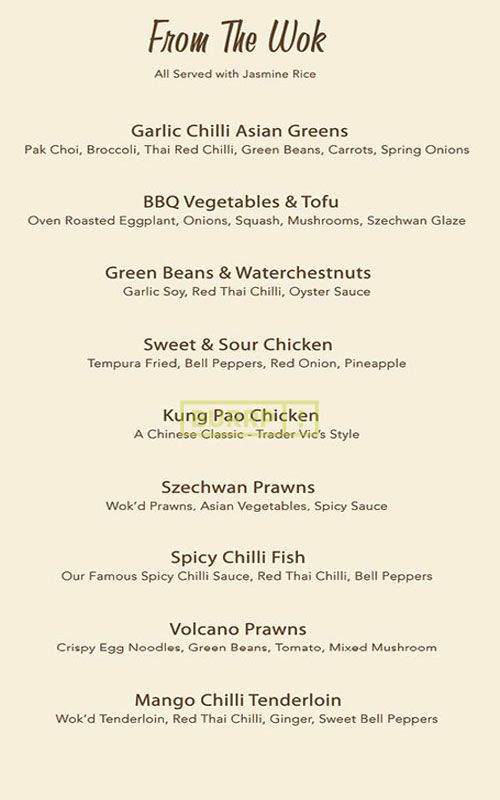 From The Wok
All Served with Jasmine Rice
Garlic Chilli Asian Greens
Pak Choi, Broccoli, Thai Red Chilli, Green Beans, Carrots, Spring Onions
BBQ Vegetables & Tofu
Oven Roasted Eggplant, Onions, Squash, Mushrooms, Szechwan Glaze
Green Beans & Waterchestnuts
Garlic Soy, Red Thai Chilli, Oyster Sauce
Sweet & Sour Chicken
Tempura Fried, Bell Peppers, Red Onion, Pineapple
Kung Pao Chicken
A Chinese Classic - Trader Vic's Style
Szechwan Prawns
Wok'd Prawns, Asian Vegetables, Spicy Sauce
Spicy Chilli Fish
Our Famous Spicy Chilli Sauce, Red Thai Chilli, Bell Peppers
Volcano Prawns
Crispy Egg Noodles, Green Beans, Tomato, Mixed Mushroom
Mango Chilli Tenderloin
Wok'd Tenderloin, Red Thai Chilli, Ginger, Sweet Bell Peppers